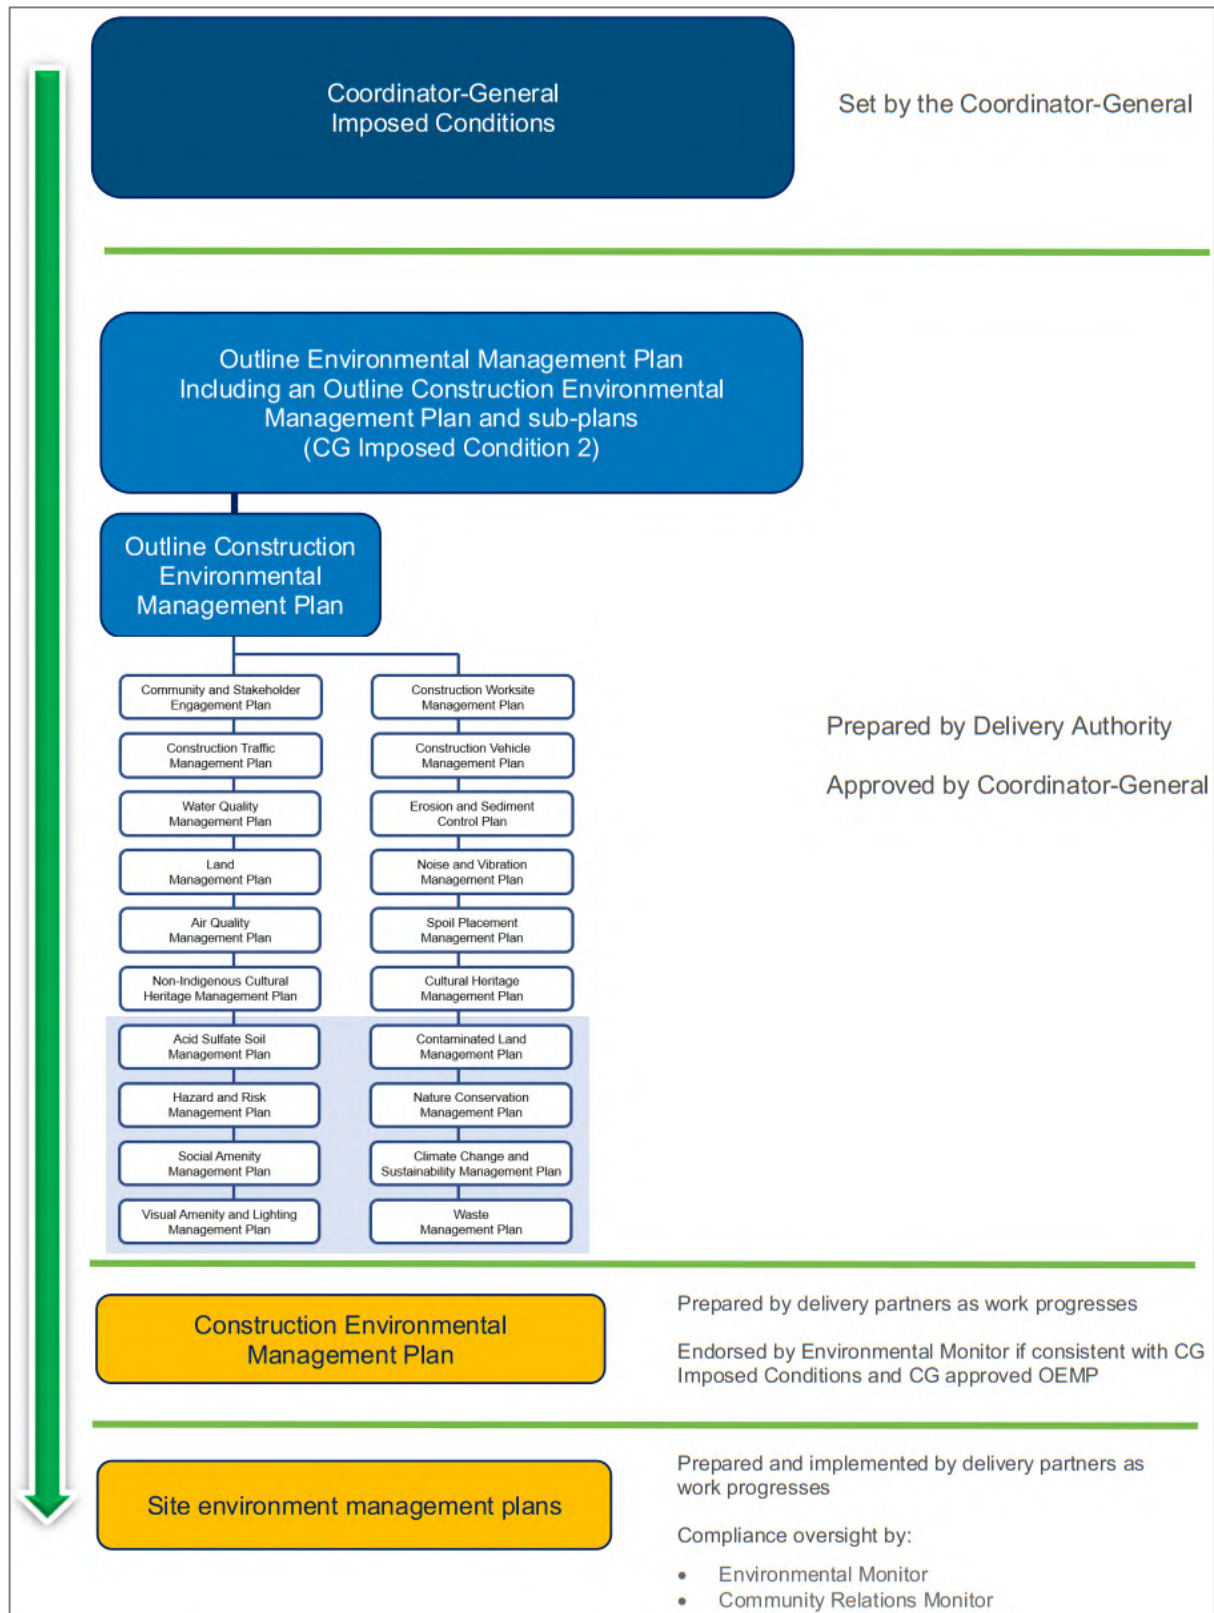 Coordinator-General
Imposed Conditions
Set by the Coordinator-General
Outline Environmental Management Plan
Including an Outline Construction Environmental
Management Plan and sub-plans
(CG Imposed Condition 2)
Outline Construction
Environmental
Management Plan
Community and Stakeholder
Engagement Plan
Construction Worksite
Management Plan
Construction Traffic
Management Plan
Construction Vehicle
Management Plan
Water Quality
Management Plan
Erosion and Sediment
Control Plan
Land
Management Plan
Noise and Vibration
Management Plan
Air Quality
Management Plan
Spoil Placement
Management Plan
Non-Indigenous Cultural
Heritage Management Plan
Cultural Heritage
Management Plan
Acid Sulfate Soil
Management Plan
Contaminated Land
Management Plan
Hazard and Risk
Management Plan
Nature Conservation
Management Plan
Social Amenity
Management Plan
Climate Change and
Sustainability Management Plan
Visual Amenity and Lighting
Management Plan
Waste
Management Plan
Prepared by Delivery Authority
Approved by Coordinator-General
Construction Environmental
Management Plan
Prepared by delivery partners as work progresses
Endorsed by Environmental Monitor if consistent with CG
Imposed Conditions and CG approved OEMP
Site environment management plans
Prepared and implemented by delivery partners as
work progresses
Compliance oversight by:
• Environmental Monitor
• Community Relations Monitor